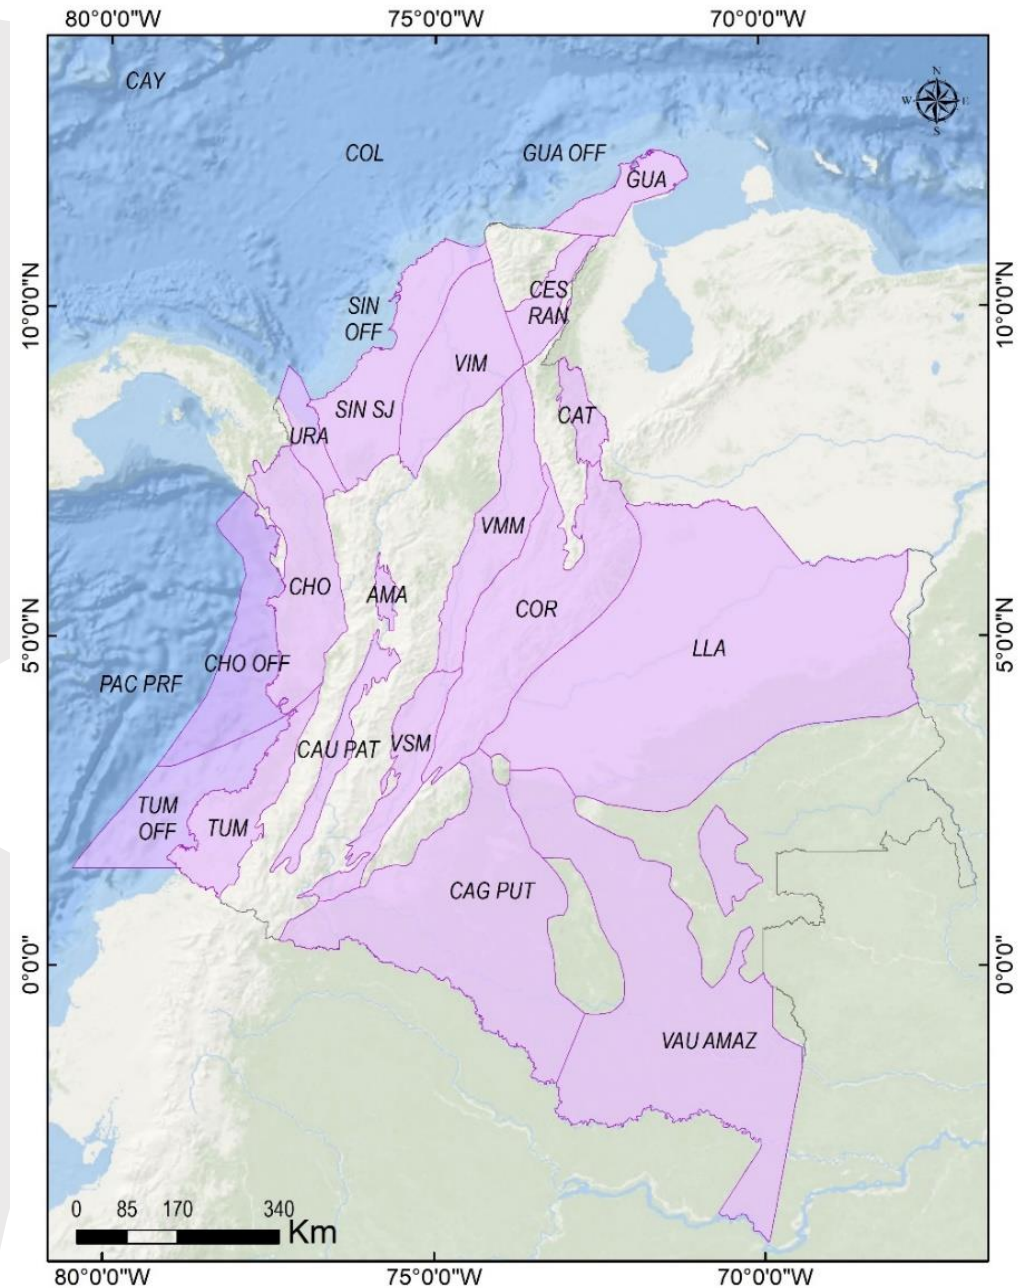 80°0'0"W 75°0'0"W 70°0'0"W
CAY
N
W E
S
COL
GUA OFF
GUA
10°0'0"N
10°0'0"N
CES
RAN
SIN
OFF
VIM
SIN SJ
CAT
URA
VMM
CHO
AMA
COR
5°0'0"N
5°0'0"N
LLA
CHO OFF
PAC PRF
CAU PAT
VSM
TUM
OFF
TUM
CAG PUT
0°0'0"
0°0'0"
VAU AMAZ
0 85 170 340
Km
80°0'0"W 75°0'0"W 70°0'0"W